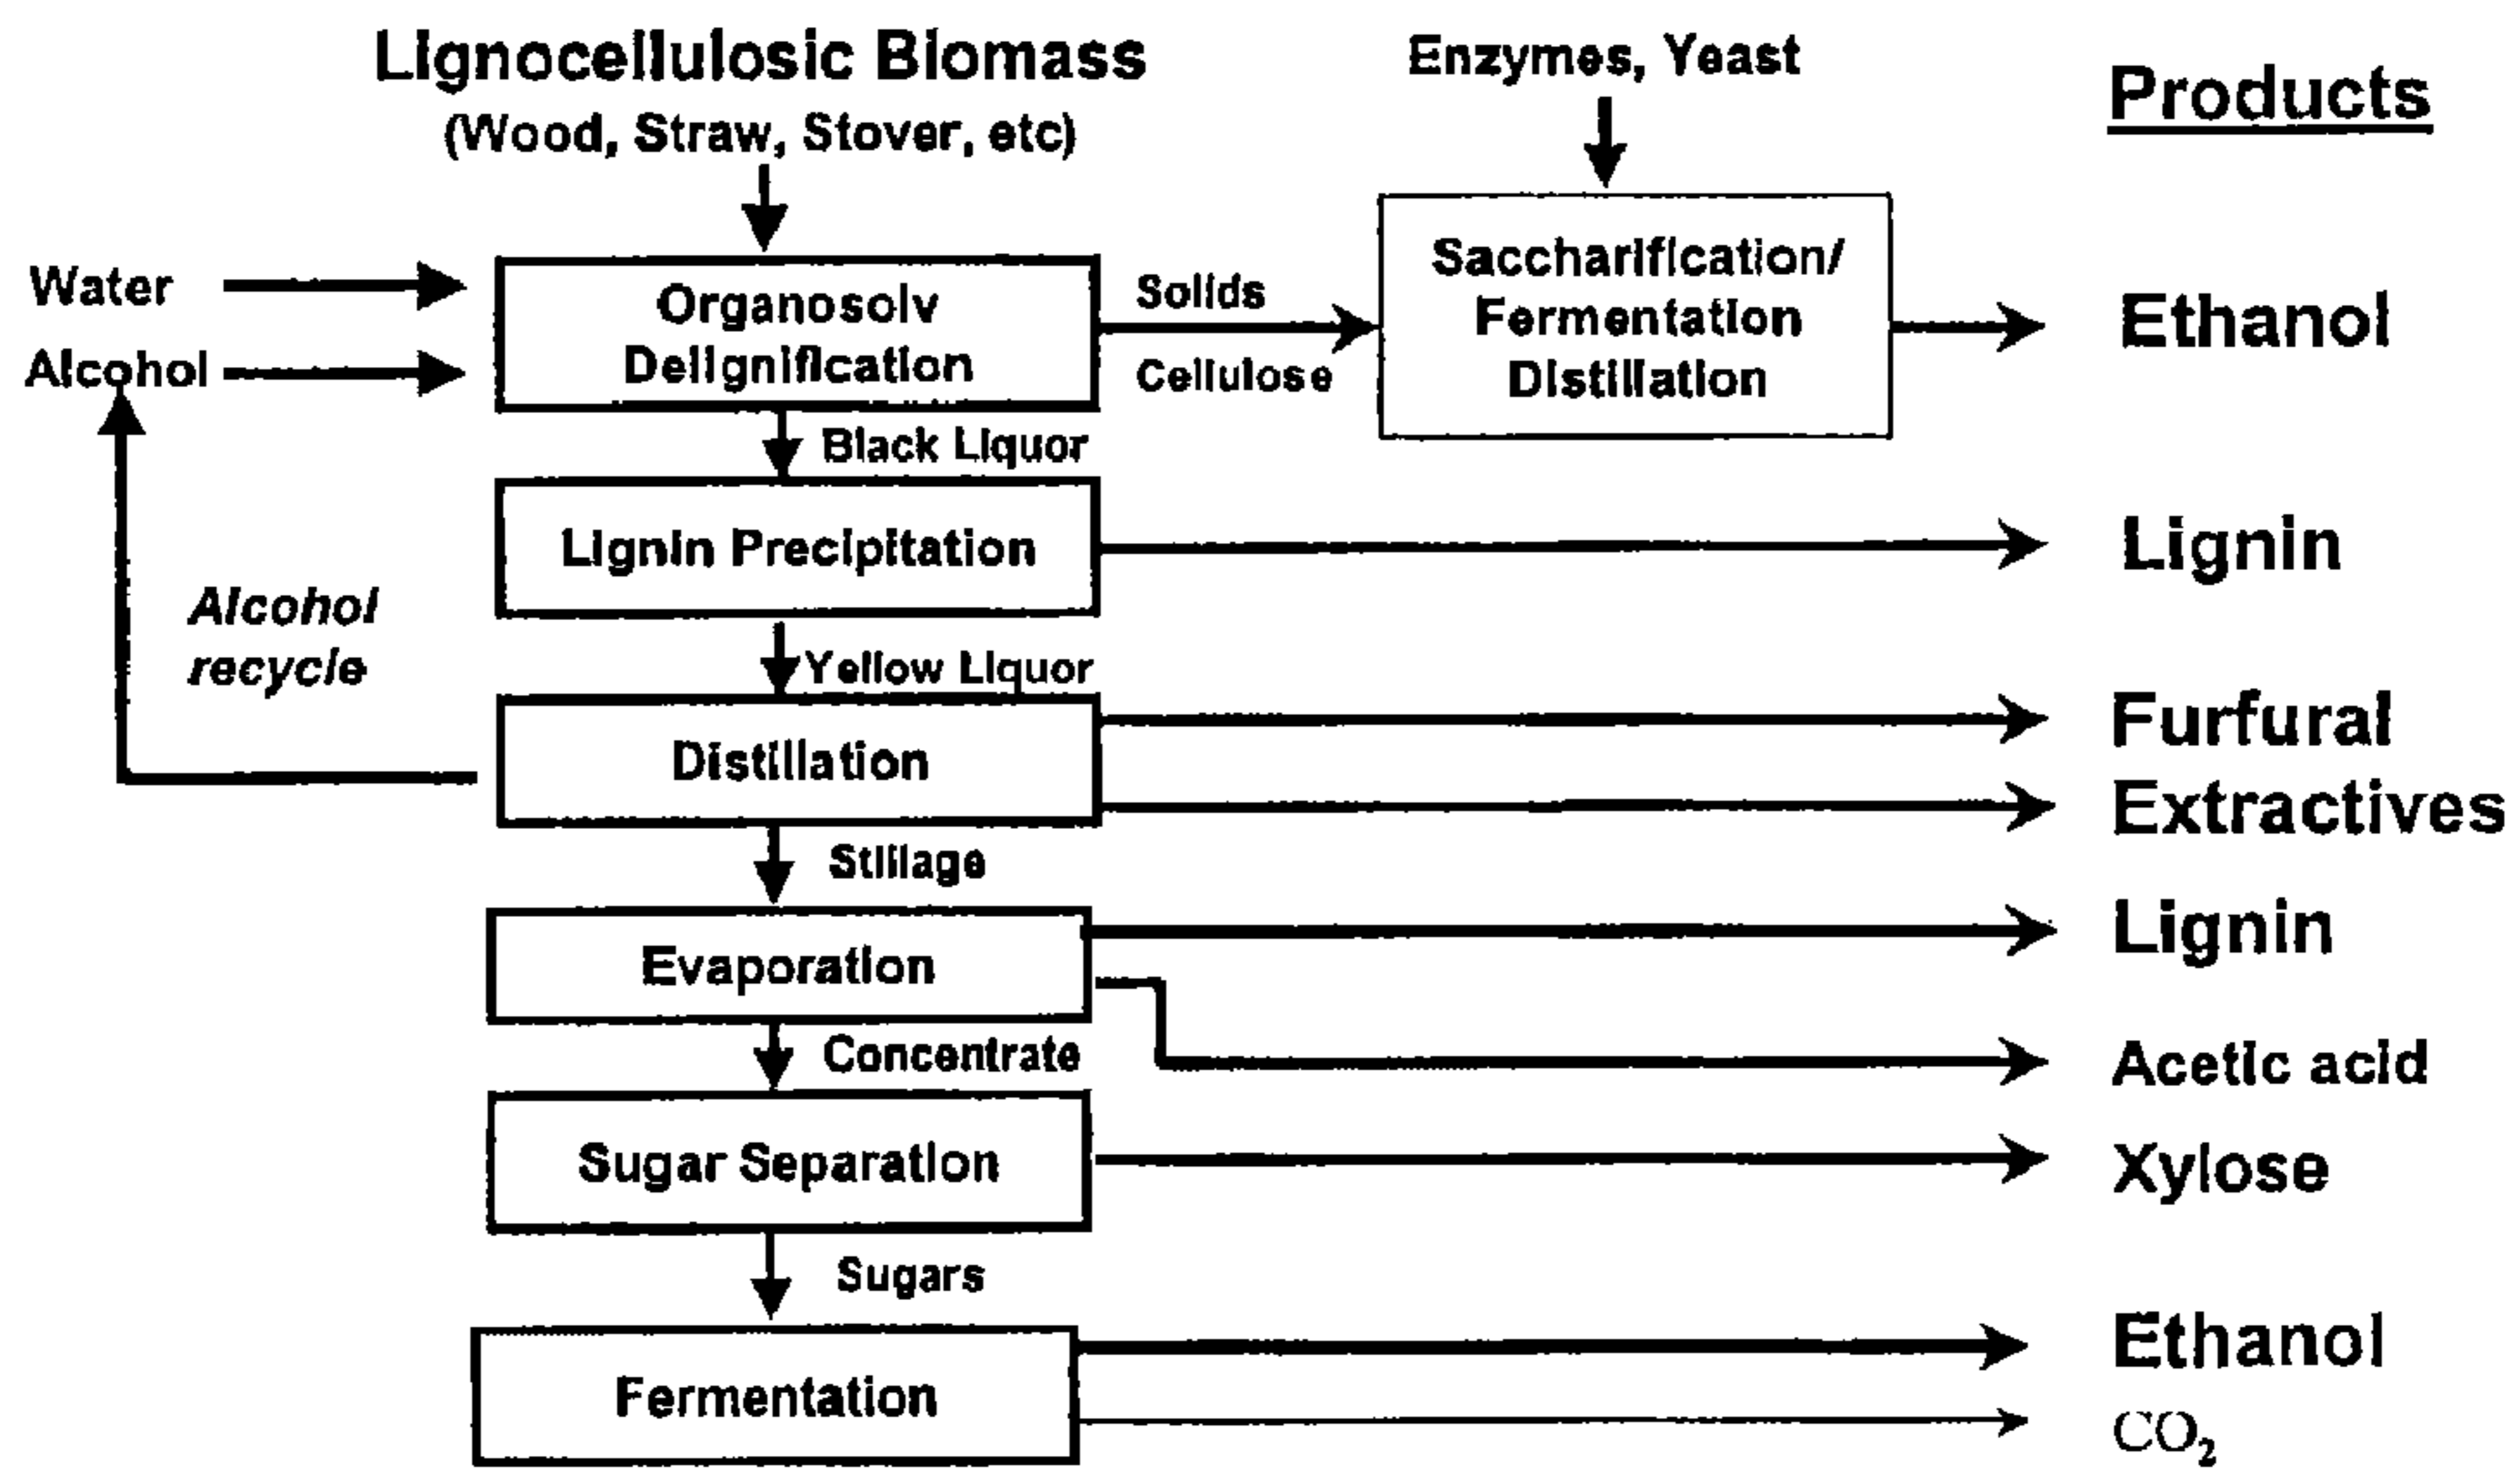 Lignocellulosic Biomass
(Wood, Straw, Stover, etc)
Enzymes, Yeast
Products
Water
Alcohol
Organosolv
Delignification
Solids
Cellulose
Saccharification/
Fermentation
Distillation
Ethanol
Black Liquor
Lignin Precipitation
Lignin
Alcohol
recycle
Yellow Liquor
Distillation
Furfural
Extractives
Stillage
Evaporation
Lignin
Concentrate
Acetic acid
Sugar Separation
Xylose
Sugars
Fermentation
Ethanol
CO₂